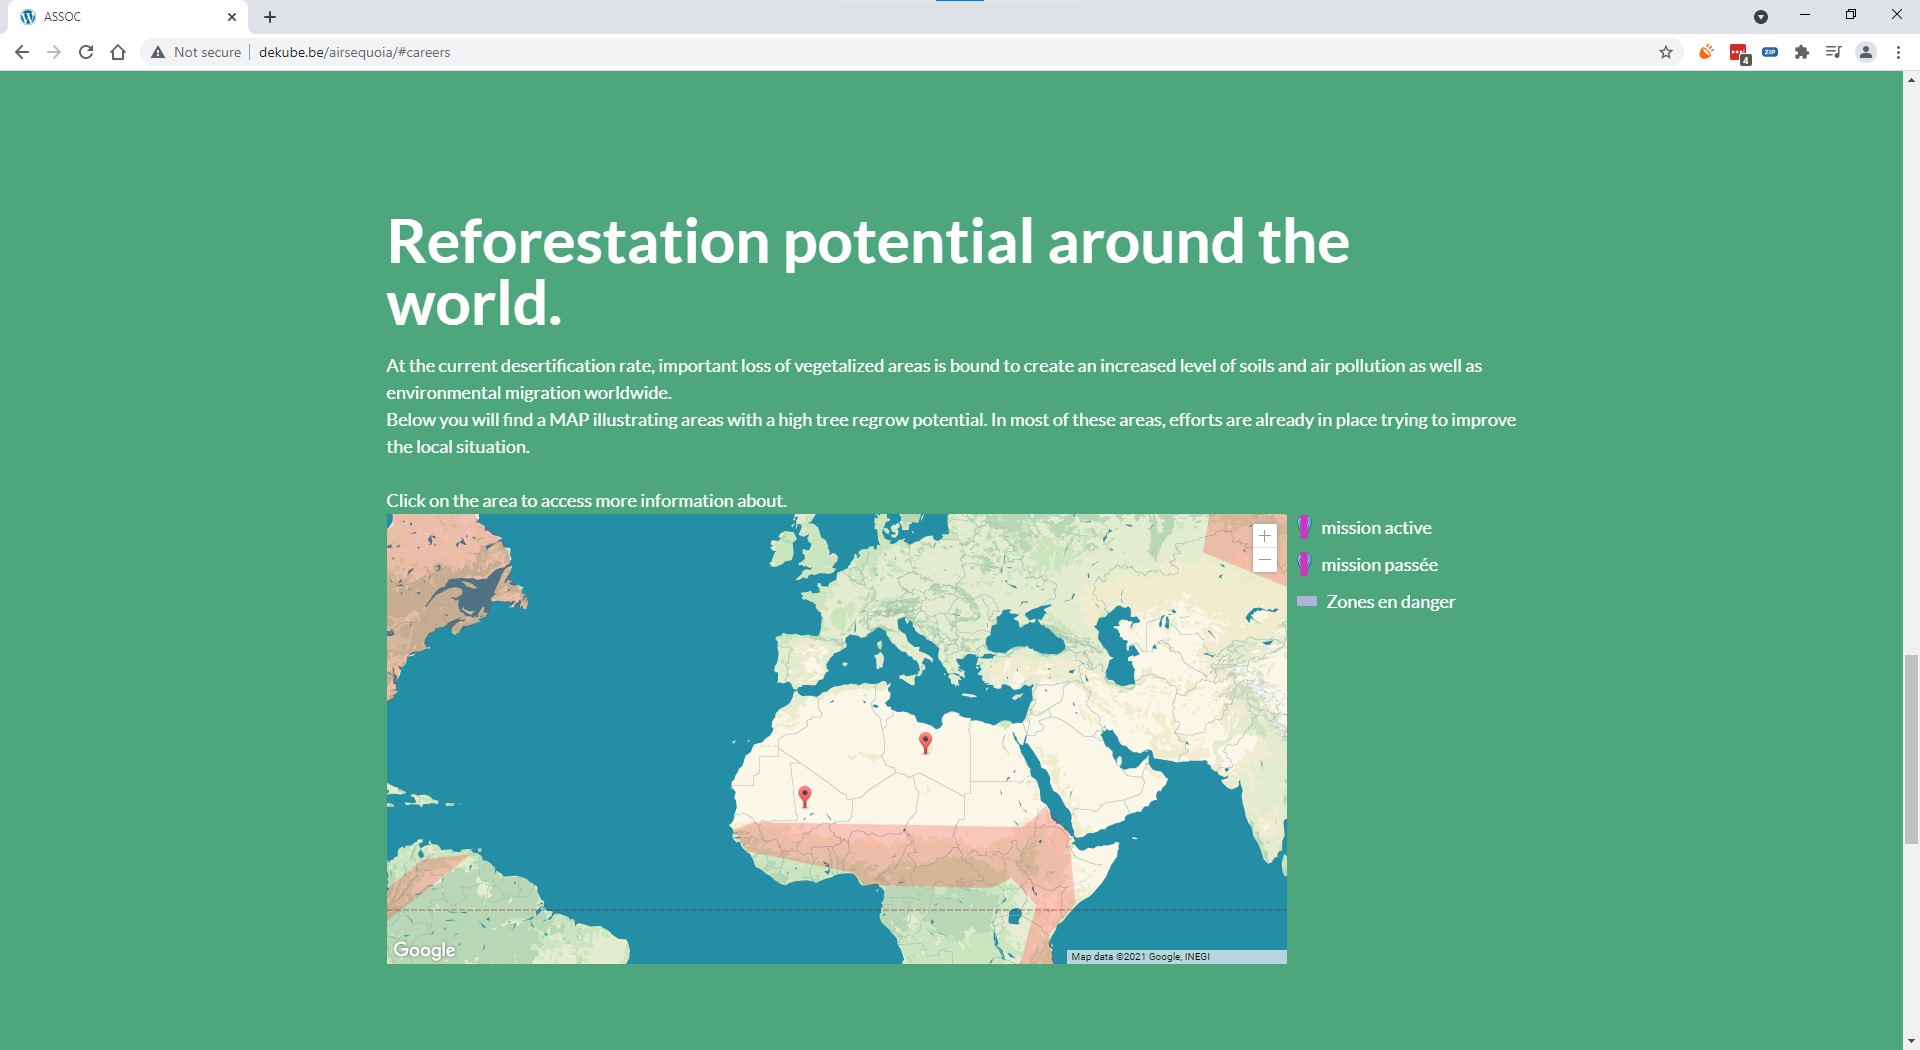 ASSOC
Not secure
dekube.be/airsequoia/#careers
ZIP
4
Reforestation potential around the
world.
At the current desertification rate, important loss of vegetalized areas is bound to create an increased level of soils and air pollution as well as
environmental migration worldwide.
Below you will find a MAP illustrating areas with a high tree regrow potential. In most of these areas, efforts are already in place trying to improve
the local situation.
Click on the area to access more information about.
mission active
mission passée
Zones en danger
Google
Map data ©2021 Google, INEGI